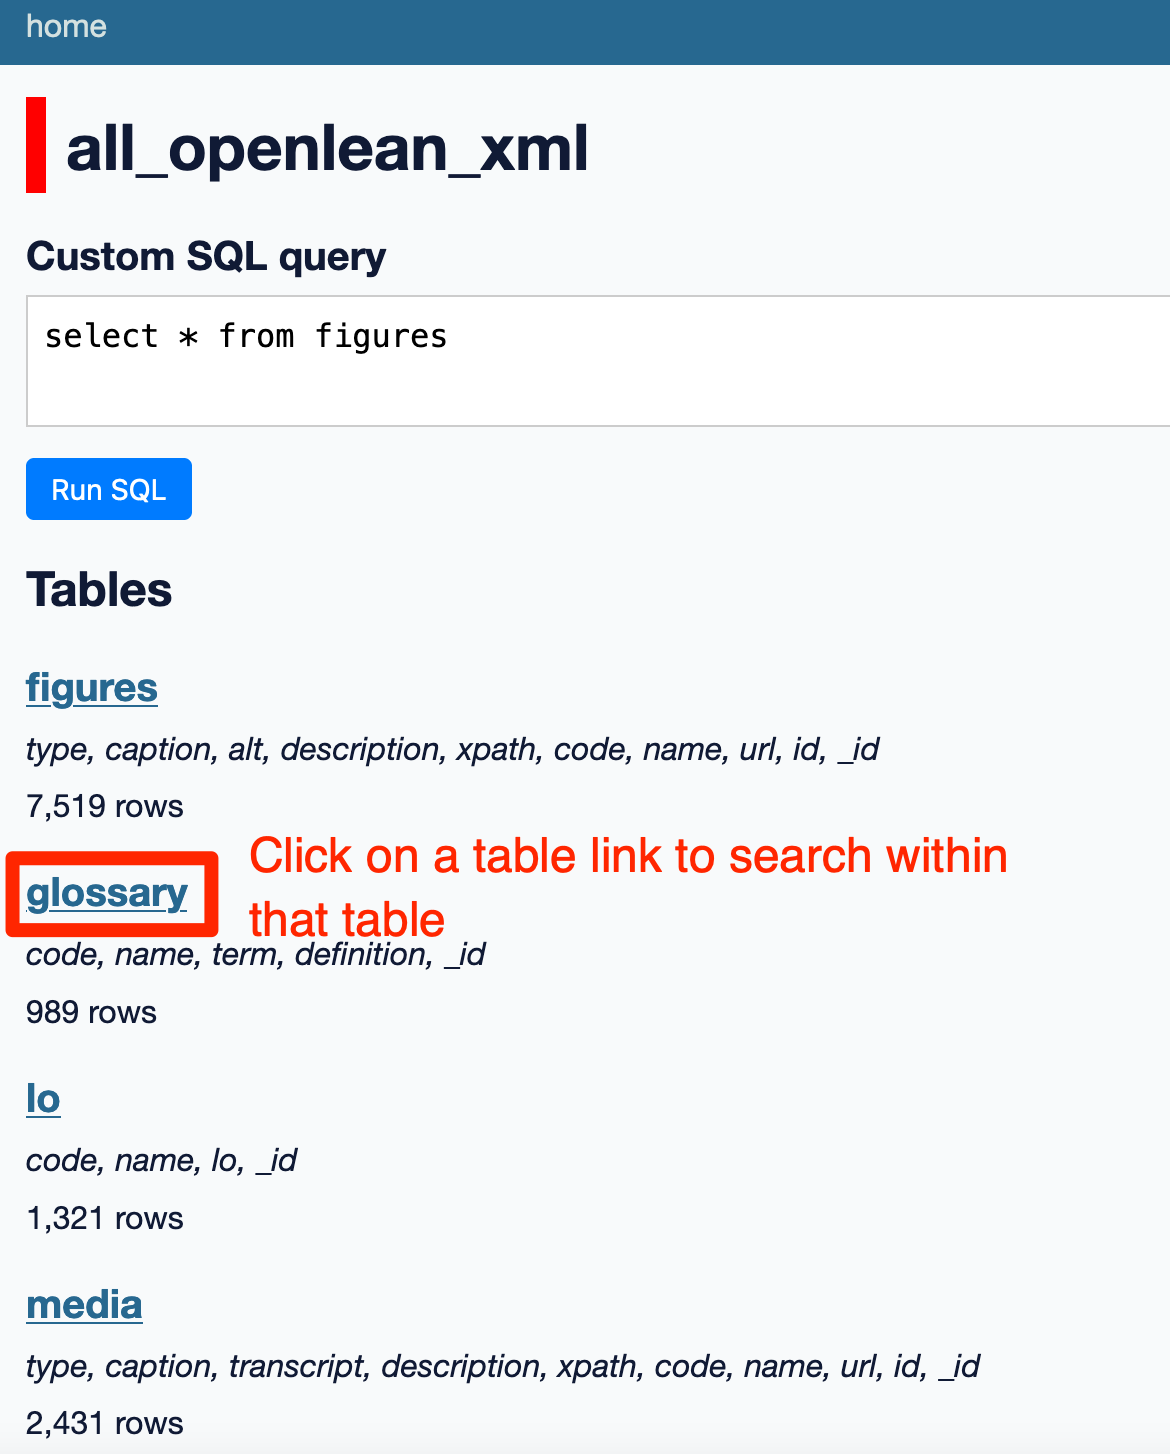 home
all_openlean_xml
Custom SQL query
select * from figures
Run SQL
Tables
figures
type, caption, alt, description, xpath, code, name, url, id, _id
7,519 rows
glossary
Click on a table link to search within
that table
code, name, term, definition, _id
989 rows
lo
code, name, lo, _id
1,321 rows
media
type, caption, transcript, description, xpath, code, name, url, id, _id
2,431 rows